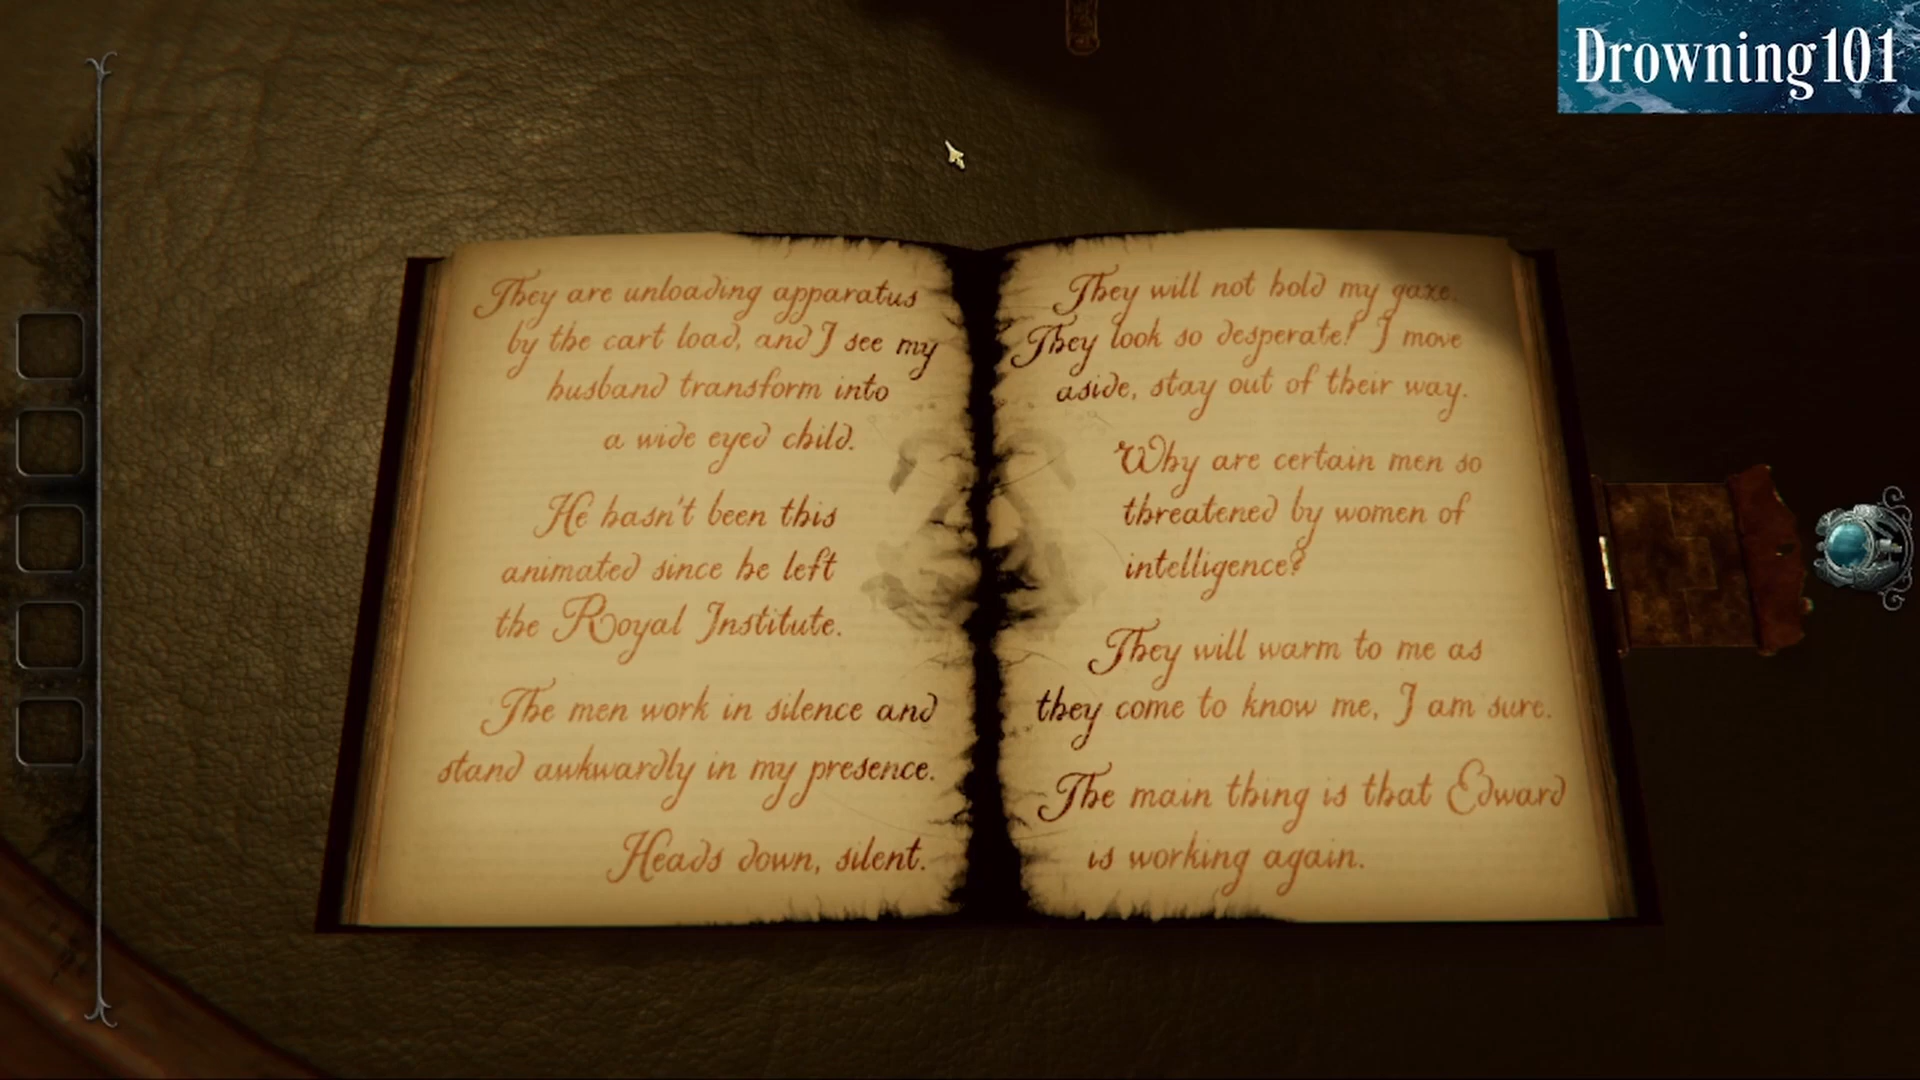 Drowning101
They are unloading apparatus
by the cart load, and I see my
husband transform into
a wide eyed child.
He hasn't been this
animated since he left
the Royal Institute.
The men work in silence and
stand awkwardly in my presence.
Heads down, silent.
They will not hold my gaze.
They look so desperate! I move
aside, stay out of their way.
Why are certain men so
threatened by women of
intelligence?
They will warm to me as
they come to know me, I am sure.
The main thing is that Edward
is working again.